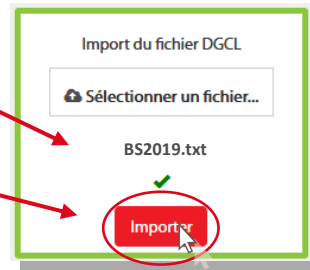 Import du fichier DGCL
Sélectionner un fichier...
BS2019.txt
Importer